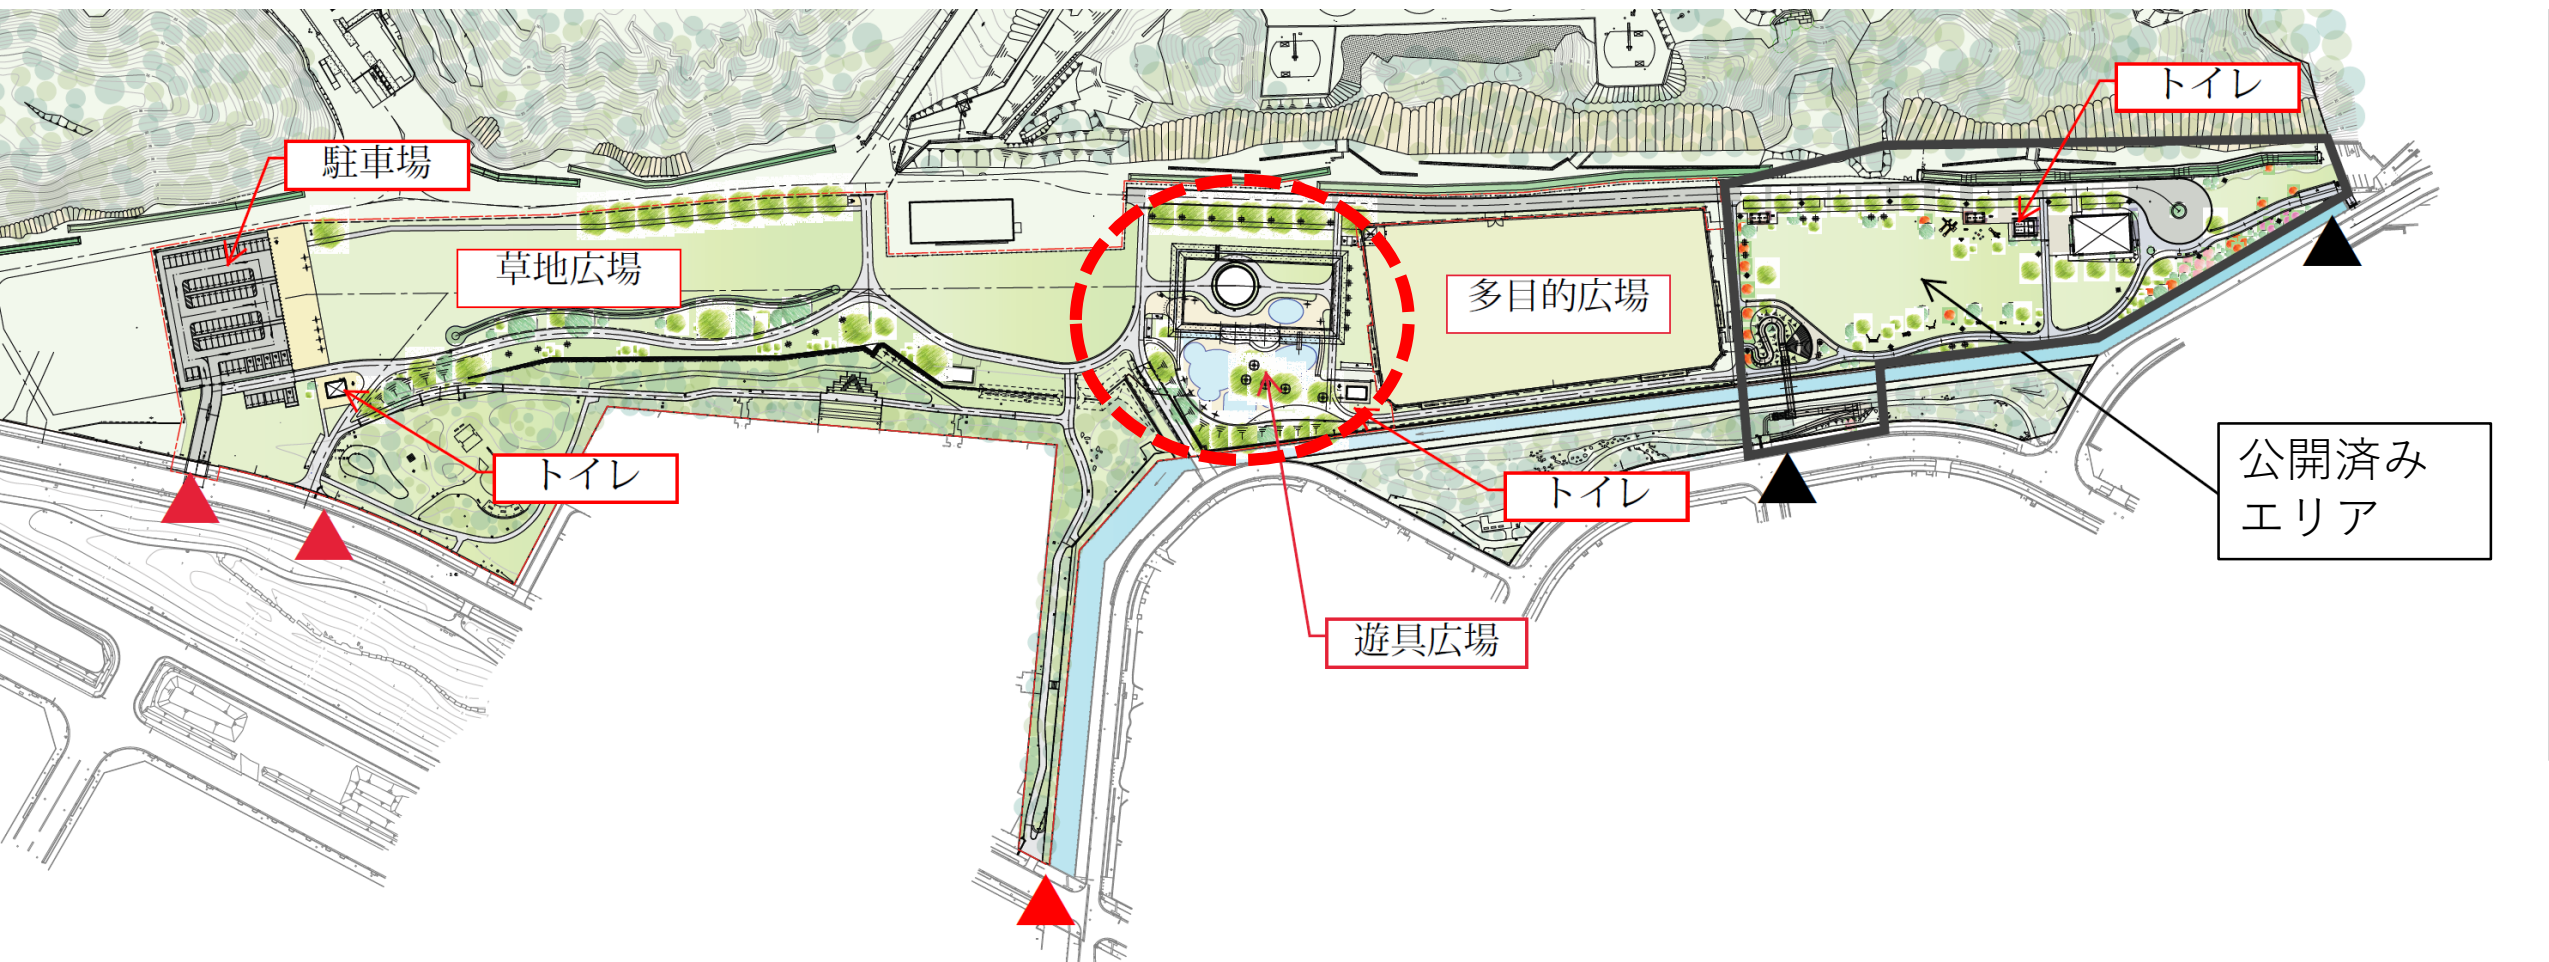 トイレ
駐車場
草地広場
多目的広場
公開済み
エリア
トイレ
トイレ
遊具広場